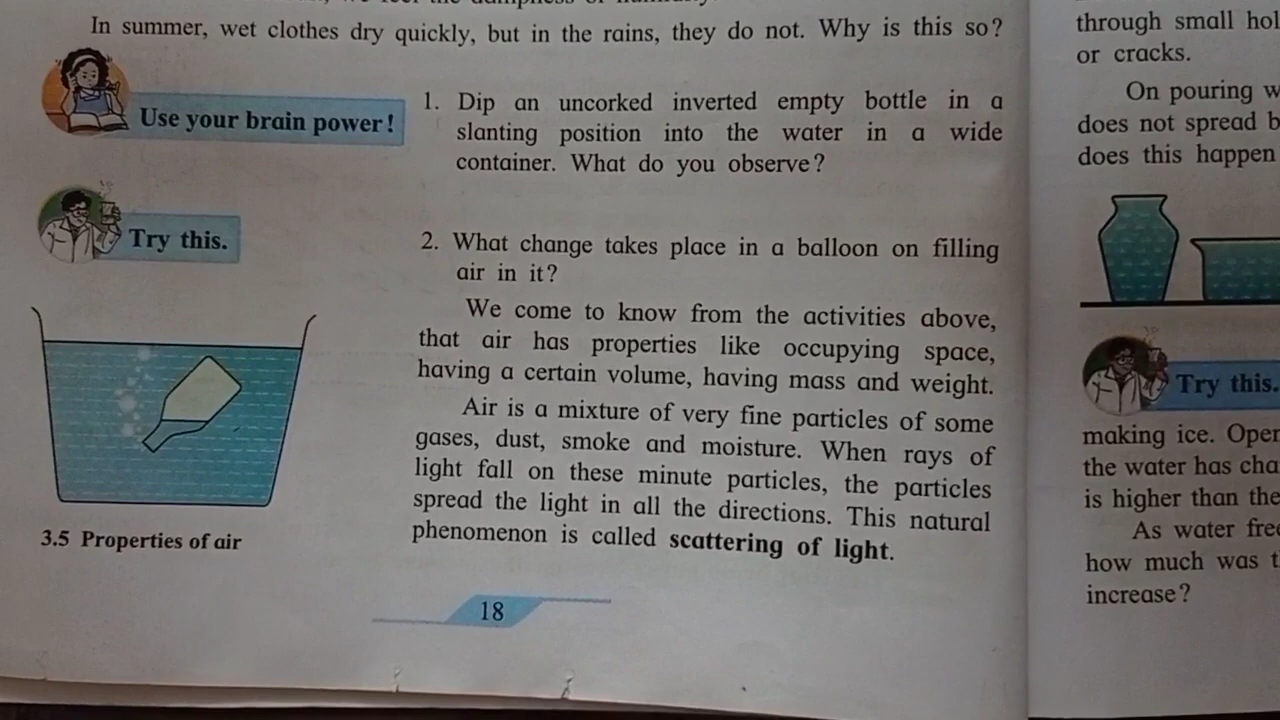 In summer, wet clothes dry quickly, but in the rains, they do not. Why is this so?
Use your brain power!
1. Dip an uncorked inverted empty bottle in a
slanting position into the water in a wide
container. What do you observe?
Try this.
2. What change takes place in a balloon on filling
air in it?
We come to know from the activities above,
that air has properties like occupying space,
having a certain volume, having mass and weight.
Air is a mixture of very fine particles of some
gases, dust, smoke and moisture. When rays of
light fall on these minute particles, the particles
spread the light in all the directions. This natural
phenomenon is called scattering of light.
3.5 Properties of air
18
through small hol
or cracks.
On pouring w
does not spread b
does this happen
Try this.
making ice. Oper
the water has cha
is higher than the
As water free
how much was t
increase?